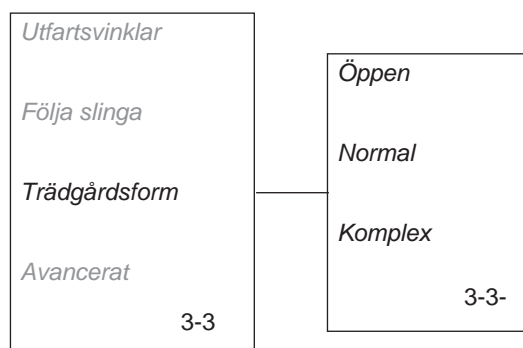 Utfartsvinklar
Följa slinga
Trädgårdsform
Avancerat
3-3
Öppen
Normal
Komplex
3-3-